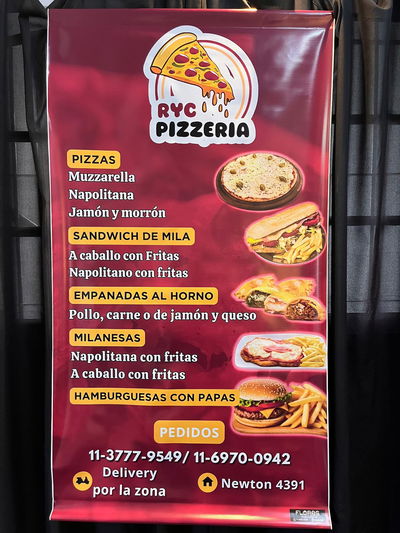 RYC
PIZZERIA
PIZZAS
Muzzarella
Napolitana
Jamón y morrón
SANDWICH DE MILA
A caballo con Fritas
Napolitano con fritas
EMPANADAS AL HORNO
Pollo, carne o de jamón y queso
MILANESAS
Napolitana con fritas
A caballo con fritas
HAMBURGUESAS CON PAPAS
PEDIDOS
11-3777-9549/ 11-6970-0942
Delivery
por la zona
Newton 4391